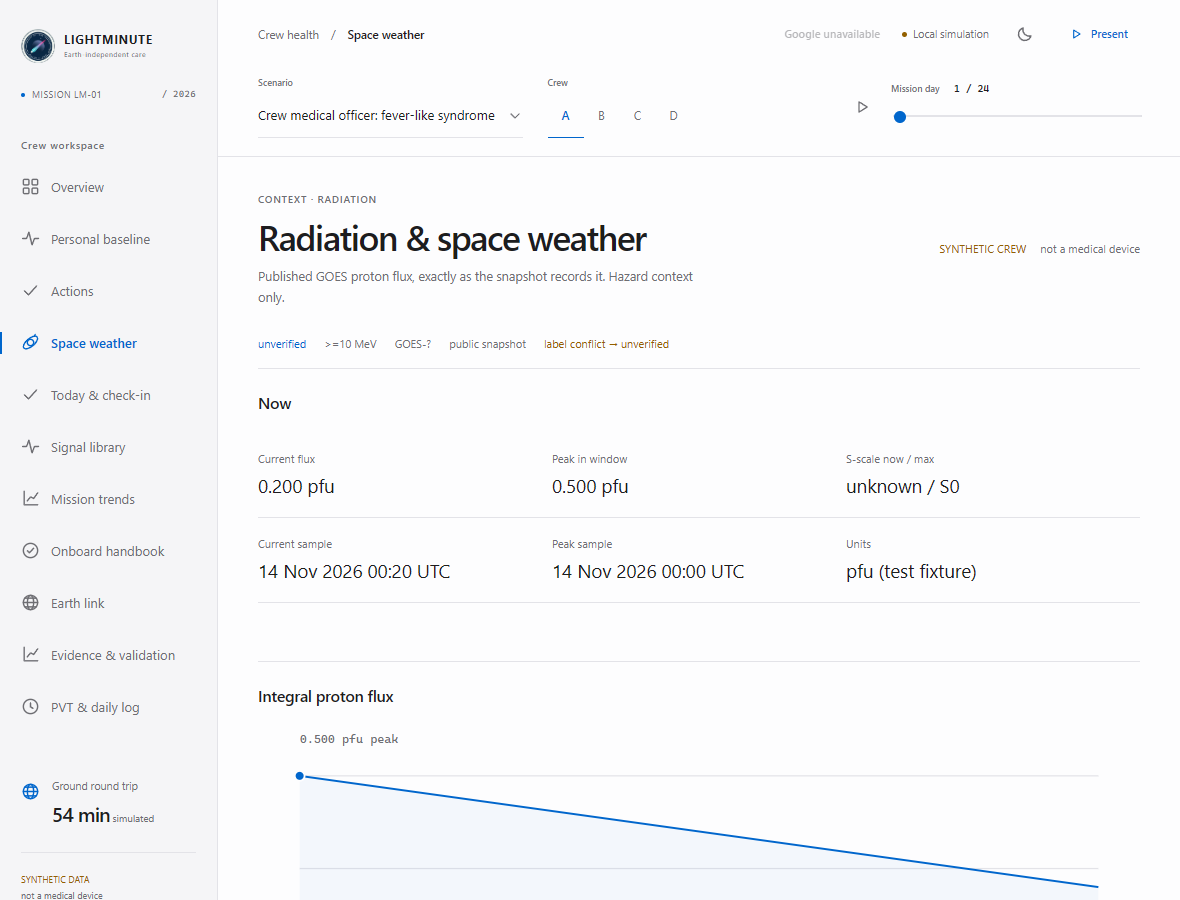 LIGHTMINUTE
Earth independent care
MISSION LM-01 / 2026
Crew workspace
Overview
Personal baseline
Actions
Space weather
Today & check-in
Signal library
Mission trends
Onboard handbook
Earth link
Evidence & validation
PVT & daily log
Ground round trip
54 min simulated
SYNTHETIC DATA
not a medical device
Crew health / Space weather
Google unavailable
Local simulation
Present
Scenario
Crew medical officer: fever-like syndrome
Crew
A B C D
Mission day 1 / 24
CONTEXT · RADIATION
Radiation & space weather
Published GOES proton flux, exactly as the snapshot records it. Hazard context
only.
SYNTHETIC CREW not a medical device
unverified >=10 MeV GOES-? public snapshot label conflict → unverified
Now
Current flux
0.200 pfu
Peak in window
0.500 pfu
S-scale now / max
unknown / S0
Current sample
14 Nov 2026 00:20 UTC
Peak sample
14 Nov 2026 00:00 UTC
Units
pfu (test fixture)
Integral proton flux
0.500 pfu peak